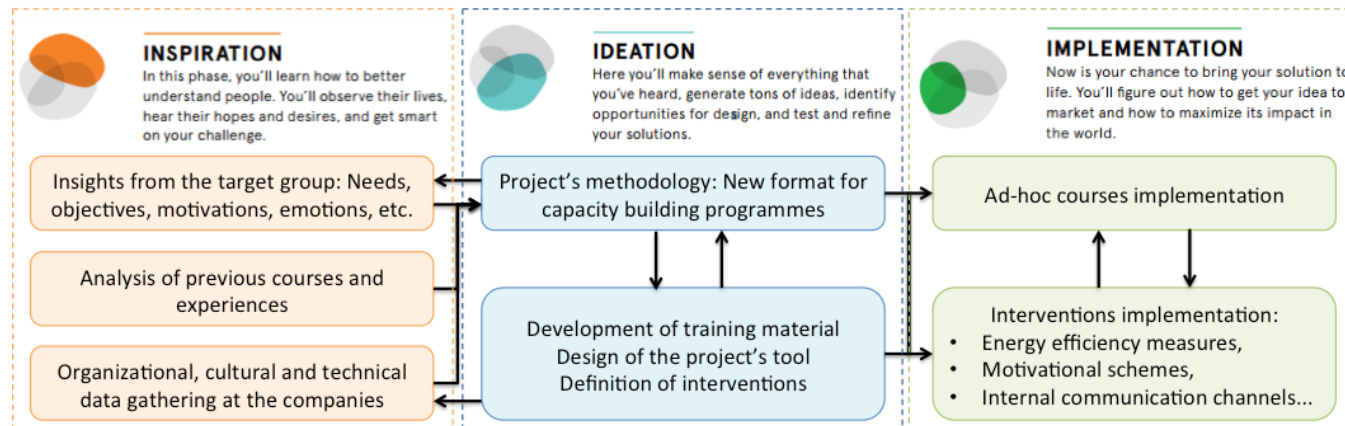 INSPIRATION
In this phase, you'll learn how to better
understand people. You'll observe their lives,
hear their hopes and desires, and get smart
on your challenge.
Insights from the target group: Needs,
objectives, motivations, emotions, etc.
Analysis of previous courses and
experiences
Organizational, cultural and technical
data gathering at the companies
IDEATION
Here you'll make sense of everything that
you've heard, generate tons of ideas, identify
opportunities for design, and test and refine
your solutions.
Project's methodology: New format for
capacity building programmes
Development of training material
Design of the project's tool
Definition of interventions
IMPLEMENTATION
Now is your chance to bring your solution to
life. You'll figure out how to get your idea to
market and how to maximize its impact in
the world.
Ad-hoc courses implementation
Interventions implementation:
• Energy efficiency measures,
• Motivational schemes,
• Internal communication channels...